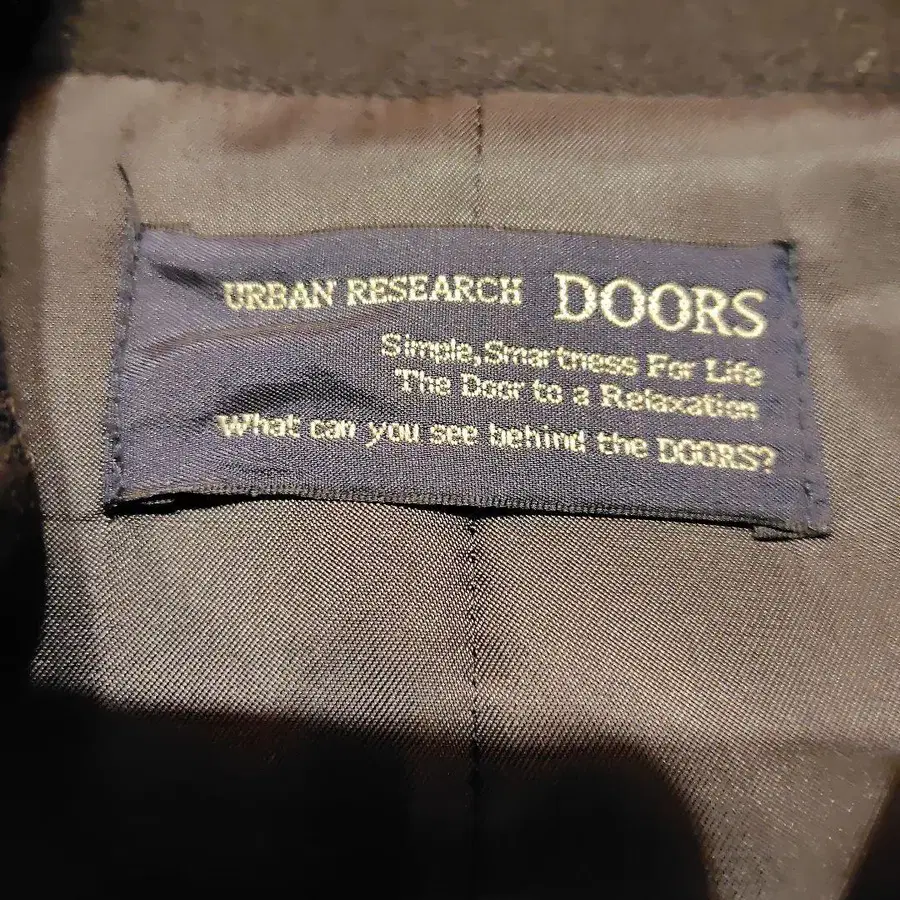 URBAN RESEARCH DOORS
Simple,Smartness For Life
The Door to a Relaxation
What can you see behind the DOORS?